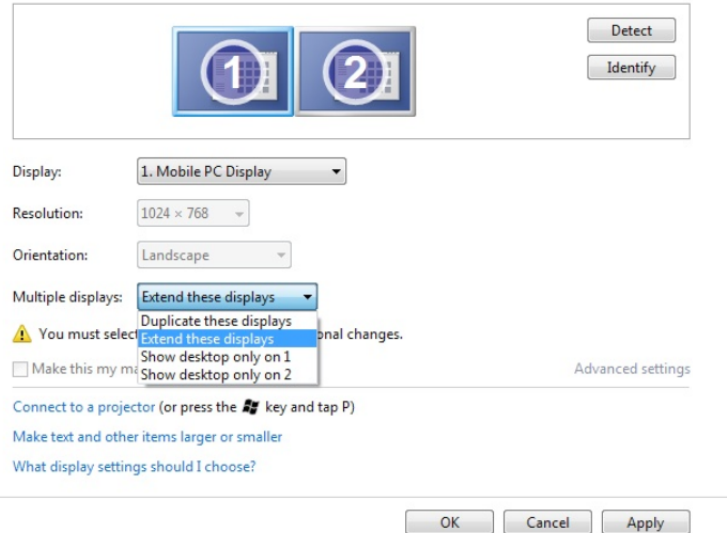 1 2
Detect
Identify
Display: 1. Mobile PC Display
Resolution: 1024 × 768
Orientation: Landscape
Multiple displays: Extend these displays
Duplicate these displays
Extend these displays
Show desktop only on 1
Show desktop only on 2
You must select onal changes.
Make this my ma Advanced settings
Connect to a projector (or press the key and tap P)
Make text and other items larger or smaller
What display settings should I choose?
OK Cancel Apply